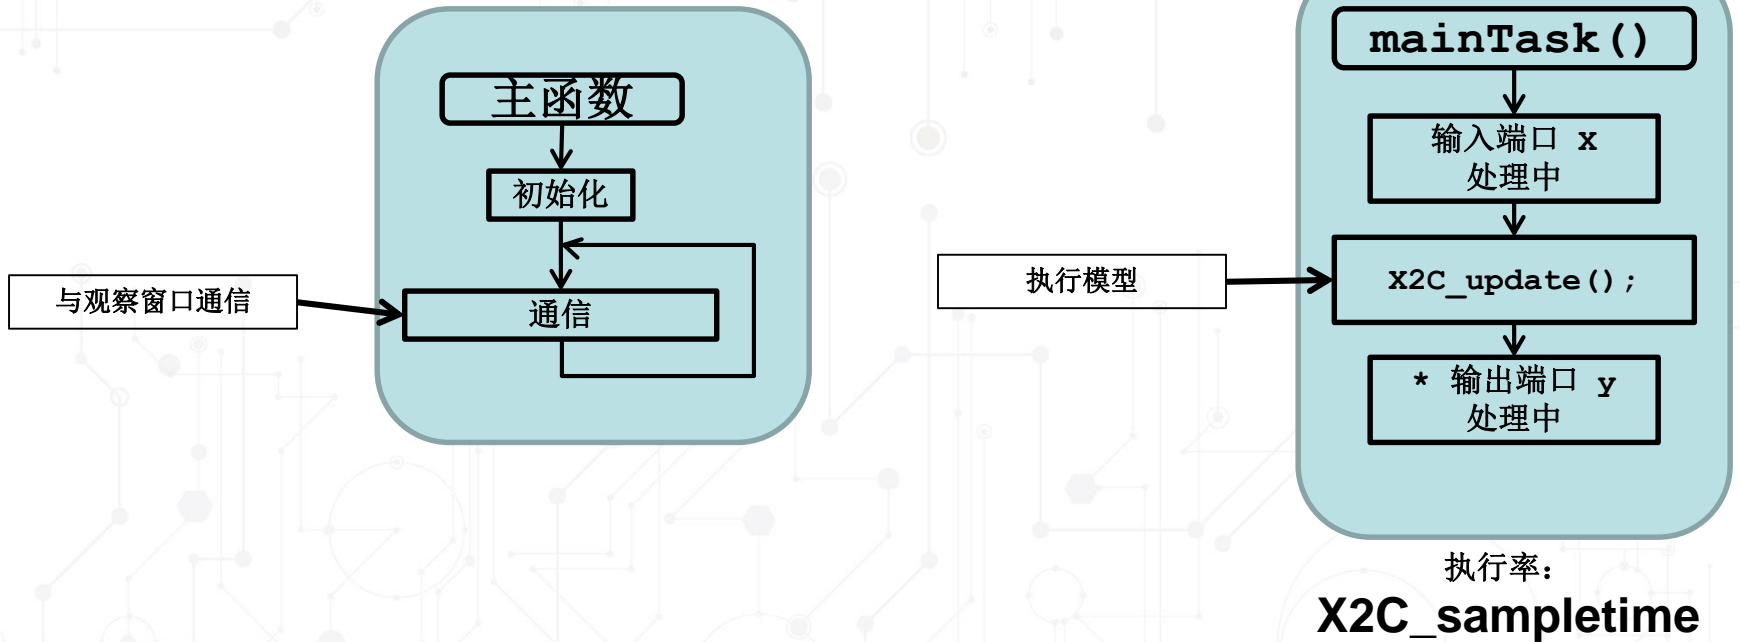 主函数
初始化
与观察窗口通信
通信
mainTask()
输入端口 x
处理中
执行模型
X2C_update();
* 输出端口 y
处理中
执行率:
X2C_sampletime